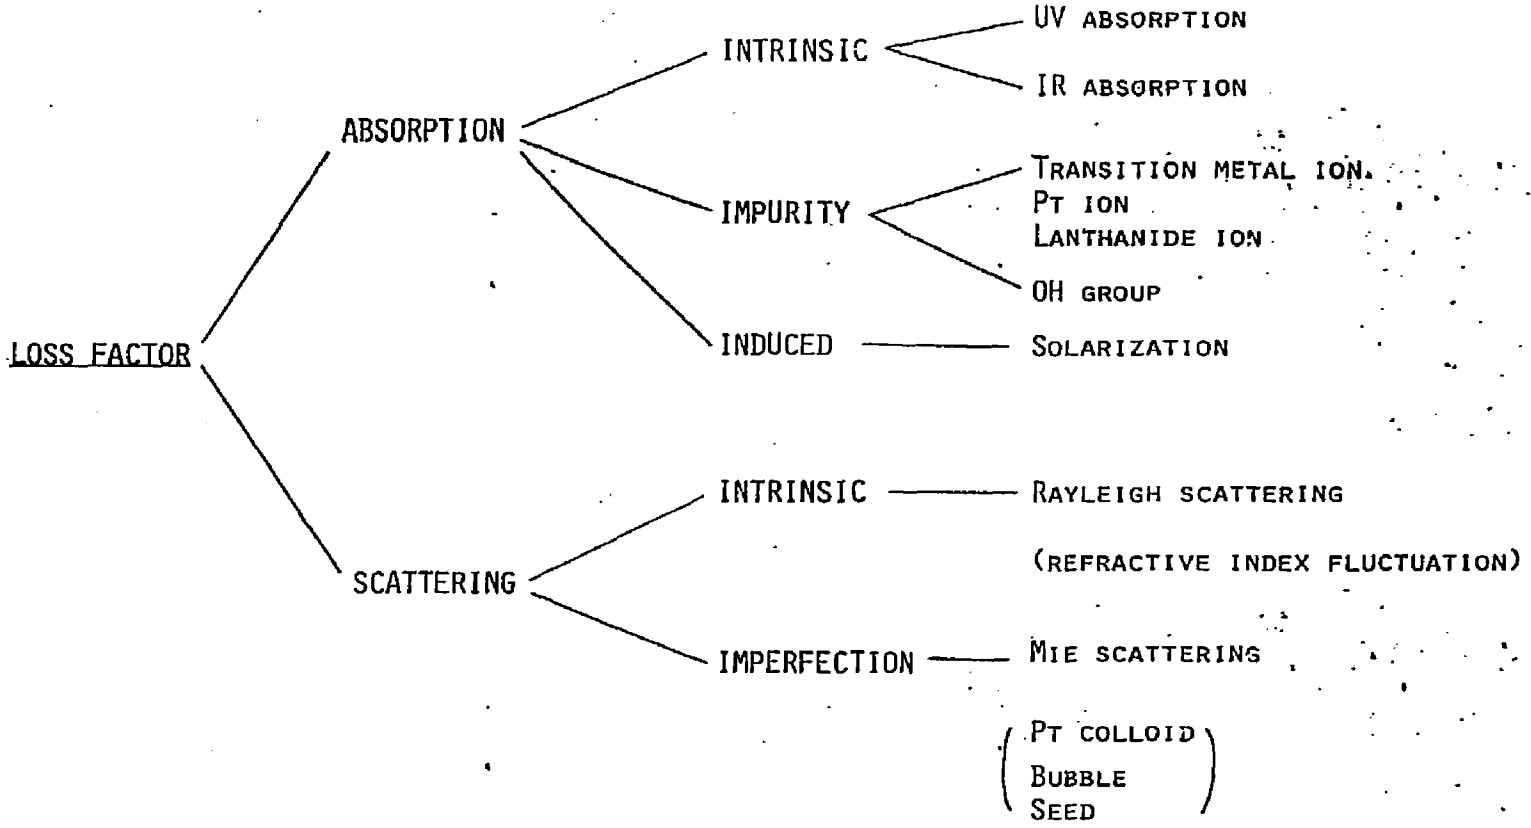 LOSS FACTOR
ABSORPTION
INTRINSIC
UV ABSORPTION
IR ABSORPTION
IMPURITY
TRANSITION METAL ION.
PT ION
LANTHANIDE ION
OH GROUP
INDUCED
SOLARIZATION
SCATTERING
INTRINSIC
RAYLEIGH SCATTERING
(REFRACTIVE INDEX FLUCTUATION)
IMPERFECTION
MIE SCATTERING
(PT COLLOID
BUBBLE
SEED)